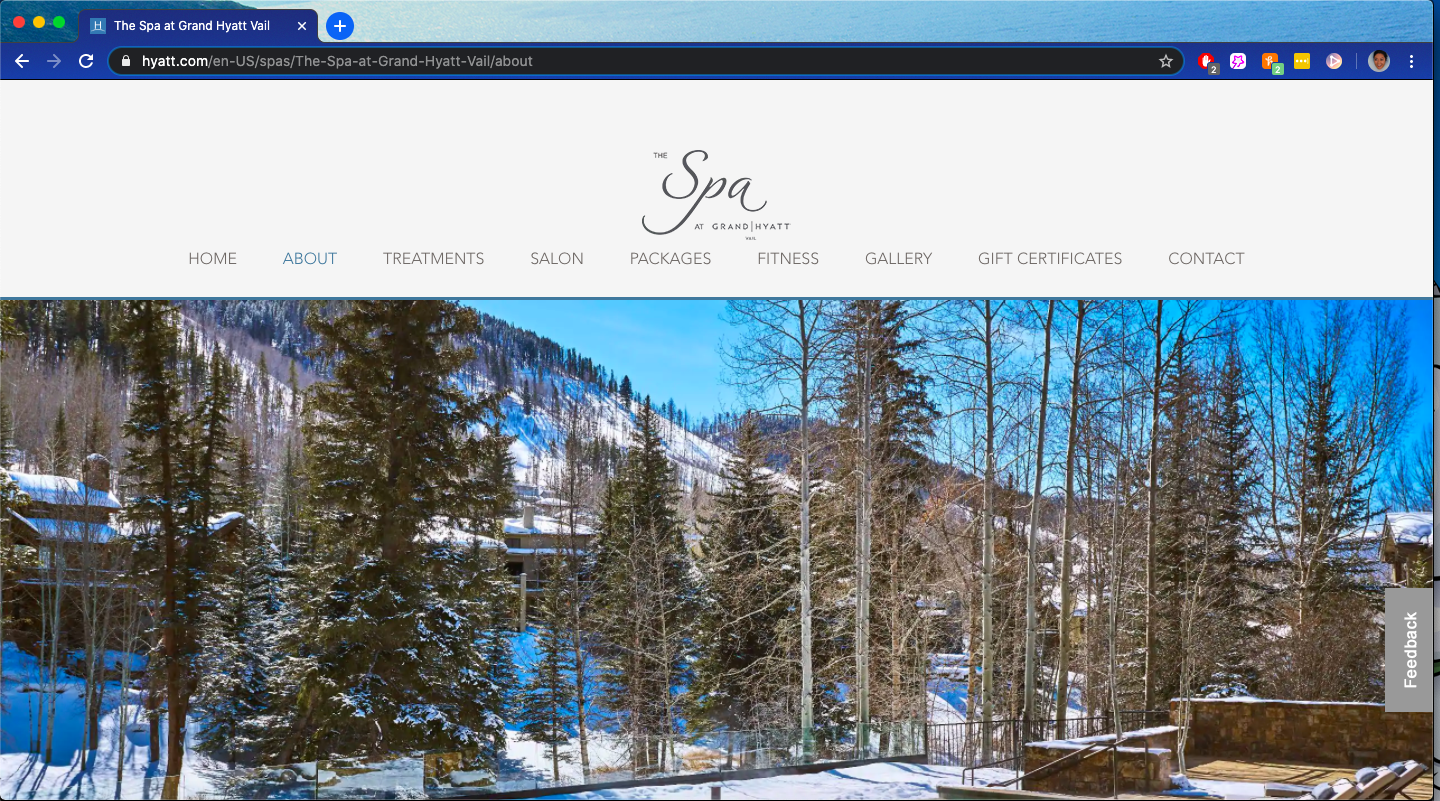 The Spa at Grand Hyatt Vail
hyatt.com/en-US/spas/The-Spa-at-Grand-Hyatt-Vail/about
2
2
THE
Spa
AT GRAND|HYATT
VAIL
HOME ABOUT TREATMENTS SALON PACKAGES FITNESS GALLERY GIFT CERTIFICATES CONTACT
Feedback